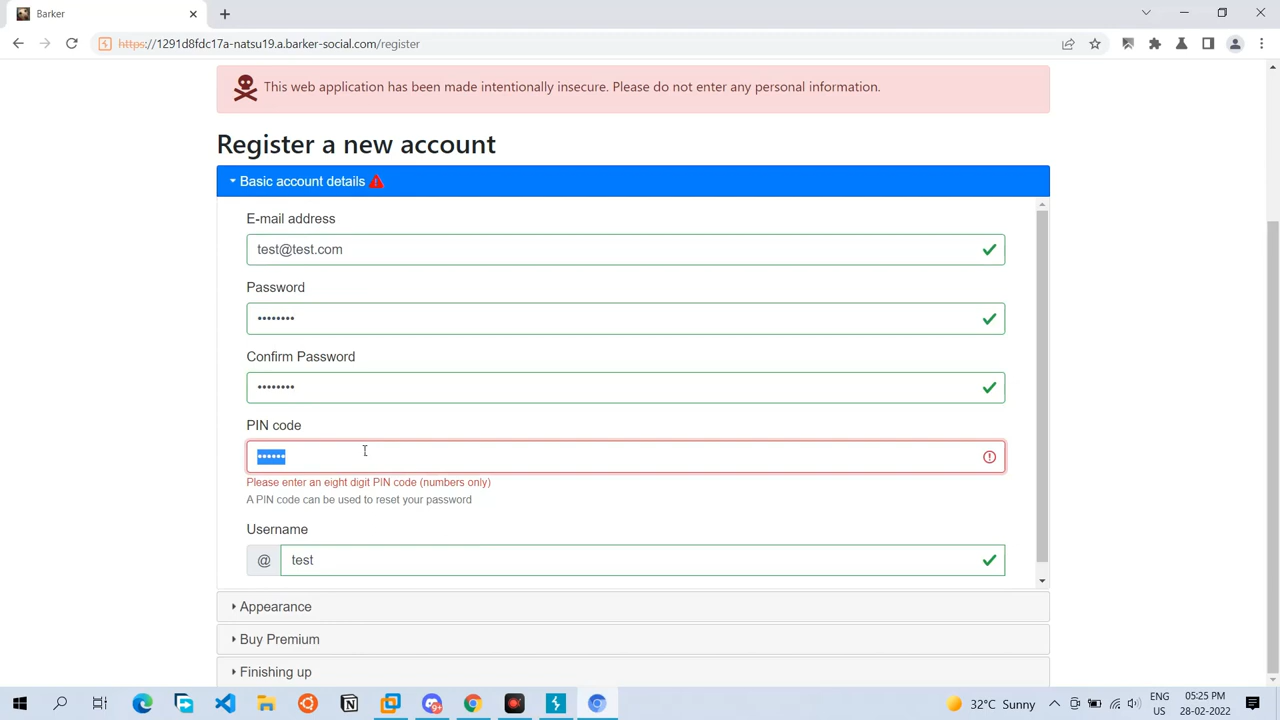 Barker
https://1291d8fdc17a-natsu19.a.barker-social.com/register
This web application has been made intentionally insecure. Please do not enter any personal information.
Register a new account
Basic account details
E-mail address
test@test.com
Password
••••••••
Confirm Password
••••••••
PIN code
••••••
Please enter an eight digit PIN code (numbers only)
A PIN code can be used to reset your password
Username
@ test
Appearance
Buy Premium
Finishing up
32°C Sunny
ENG
US
05:25 PM
28-02-2022